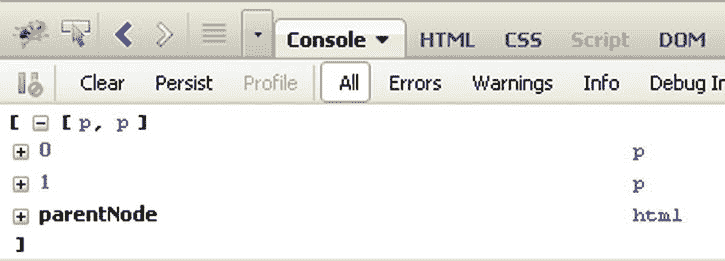 Console HTML CSS Script DOM
Clear Persist Profile All Errors Warnings Info Debug In
[ [ p, p ]
0 p
1 p
parentNode html
]